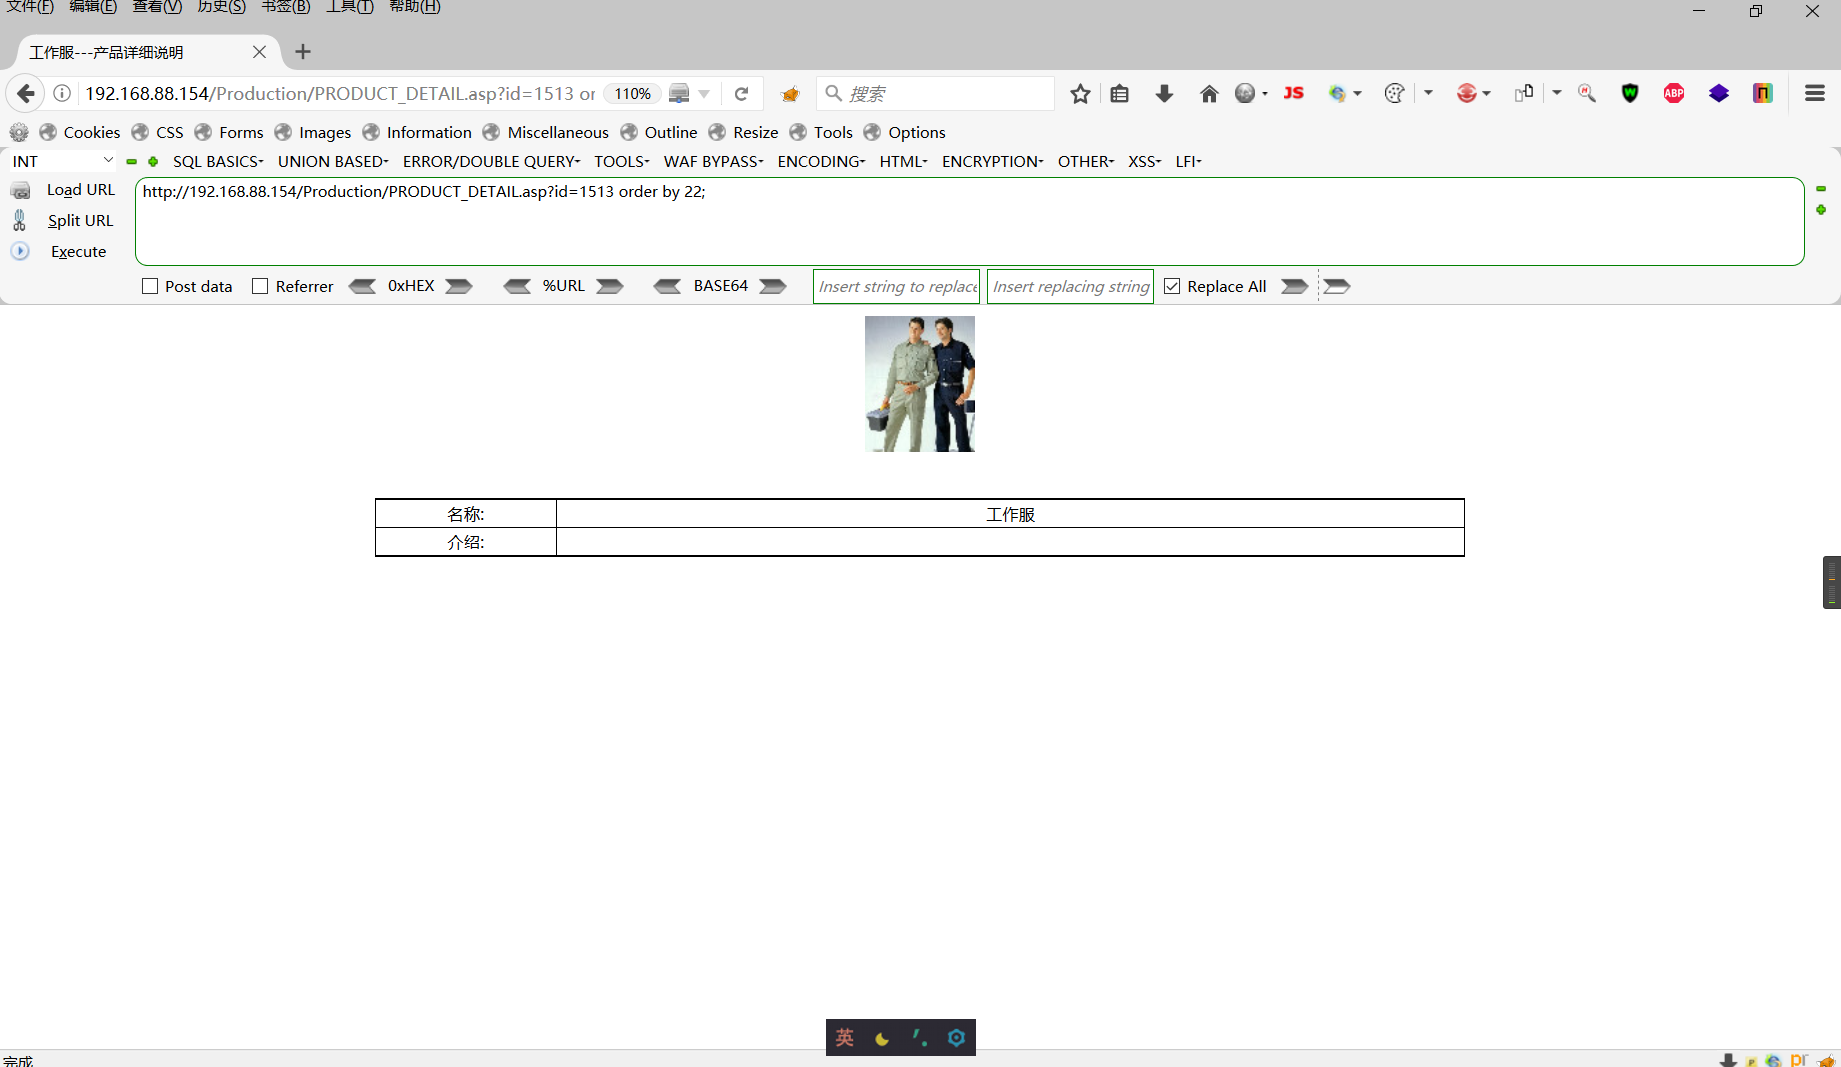 文件(F) 编辑(E) 查看(V) 历史(S) 书签(B) 工具(T) 帮助(H)
工作服---产品详细说明
192.168.88.154/Production/PRODUCT_DETAIL.asp?id=1513 or 110% 搜索 JS ABP
Cookies CSS Forms Images Information Miscellaneous Outline Resize Tools Options
INT SQL BASICS UNION BASED ERROR/DOUBLE QUERY TOOLS WAF BYPASS ENCODING HTML ENCRYPTION OTHER XSS LFI
Load URL http://192.168.88.154/Production/PRODUCT_DETAIL.asp?id=1513 order by 22;
Split URL
Execute
Post data Referrer 0xHEX %URL BASE64 Insert string to replace Insert replacing string Replace All
名称: 工作服
介绍:
英
完成
pr